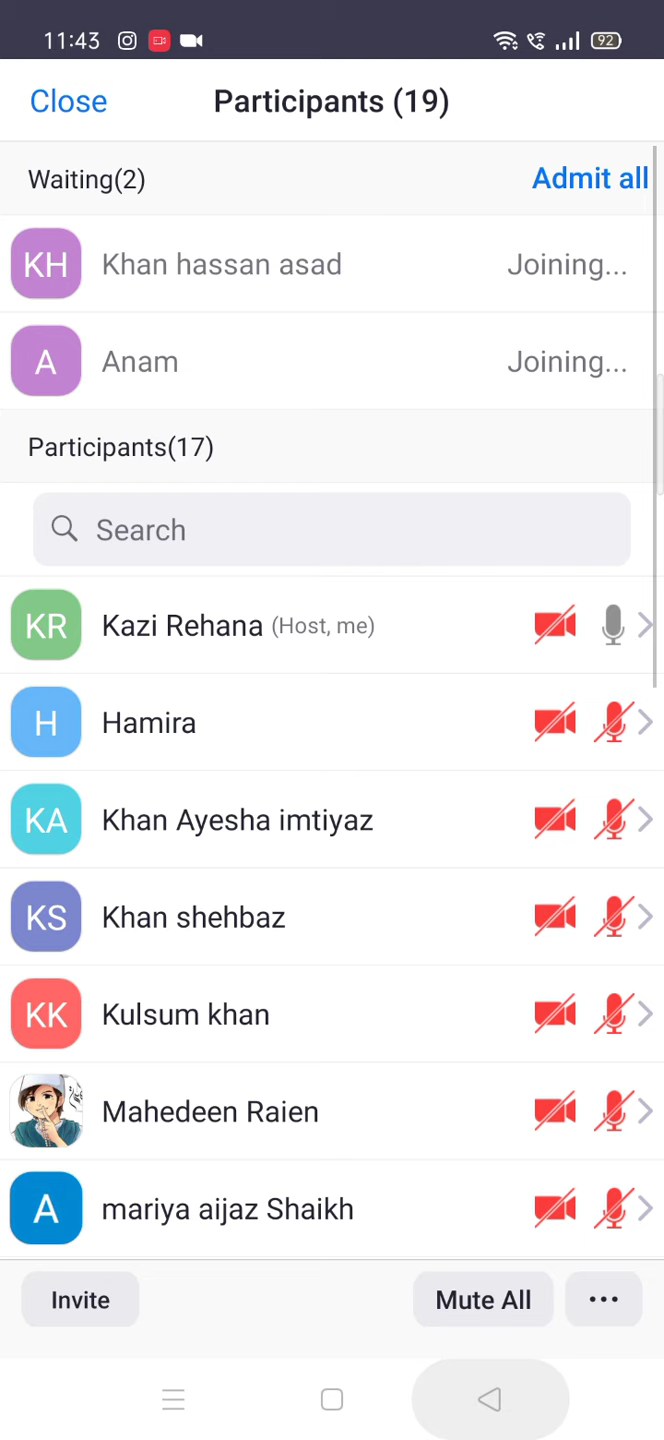 11:43 92
Close Participants (19)
Waiting(2) Admit all
KH Khan hassan asad Joining...
A Anam Joining...
Participants(17)
Search
KR Kazi Rehana (Host, me)
H Hamira
KA Khan Ayesha imtiyaz
KS Khan shehbaz
KK Kulsum khan
Mahedeen Raien
A mariya aijaz Shaikh
Invite Mute All ...